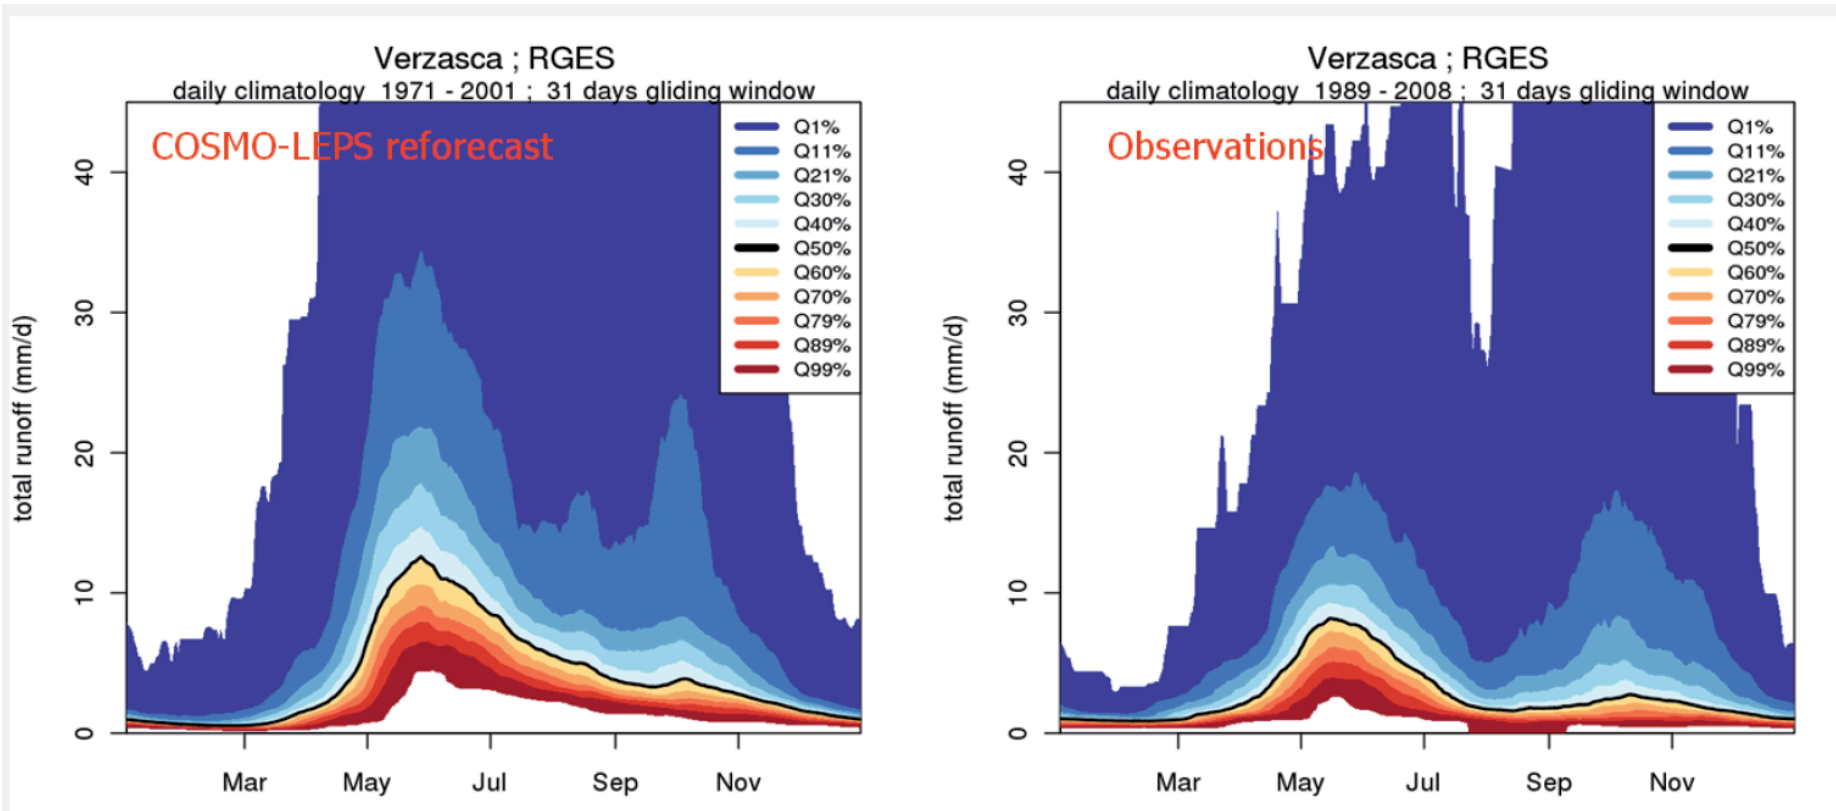 Verzasca ; RGES
daily climatology 1971 - 2001 ; 31 days gliding window
COSMO-LEPS reforecast
Q1%
Q11%
Q21%
Q30%
Q40%
Q50%
Q60%
Q70%
Q79%
Q89%
Q99%
total runoff (mm/d)
40
30
20
10
0
Mar May Jul Sep Nov
Verzasca ; RGES
daily climatology 1989 - 2008 ; 31 days gliding window
Observations
Q1%
Q11%
Q21%
Q30%
Q40%
Q50%
Q60%
Q70%
Q79%
Q89%
Q99%
total runoff (mm/d)
40
30
20
10
0
Mar May Jul Sep Nov